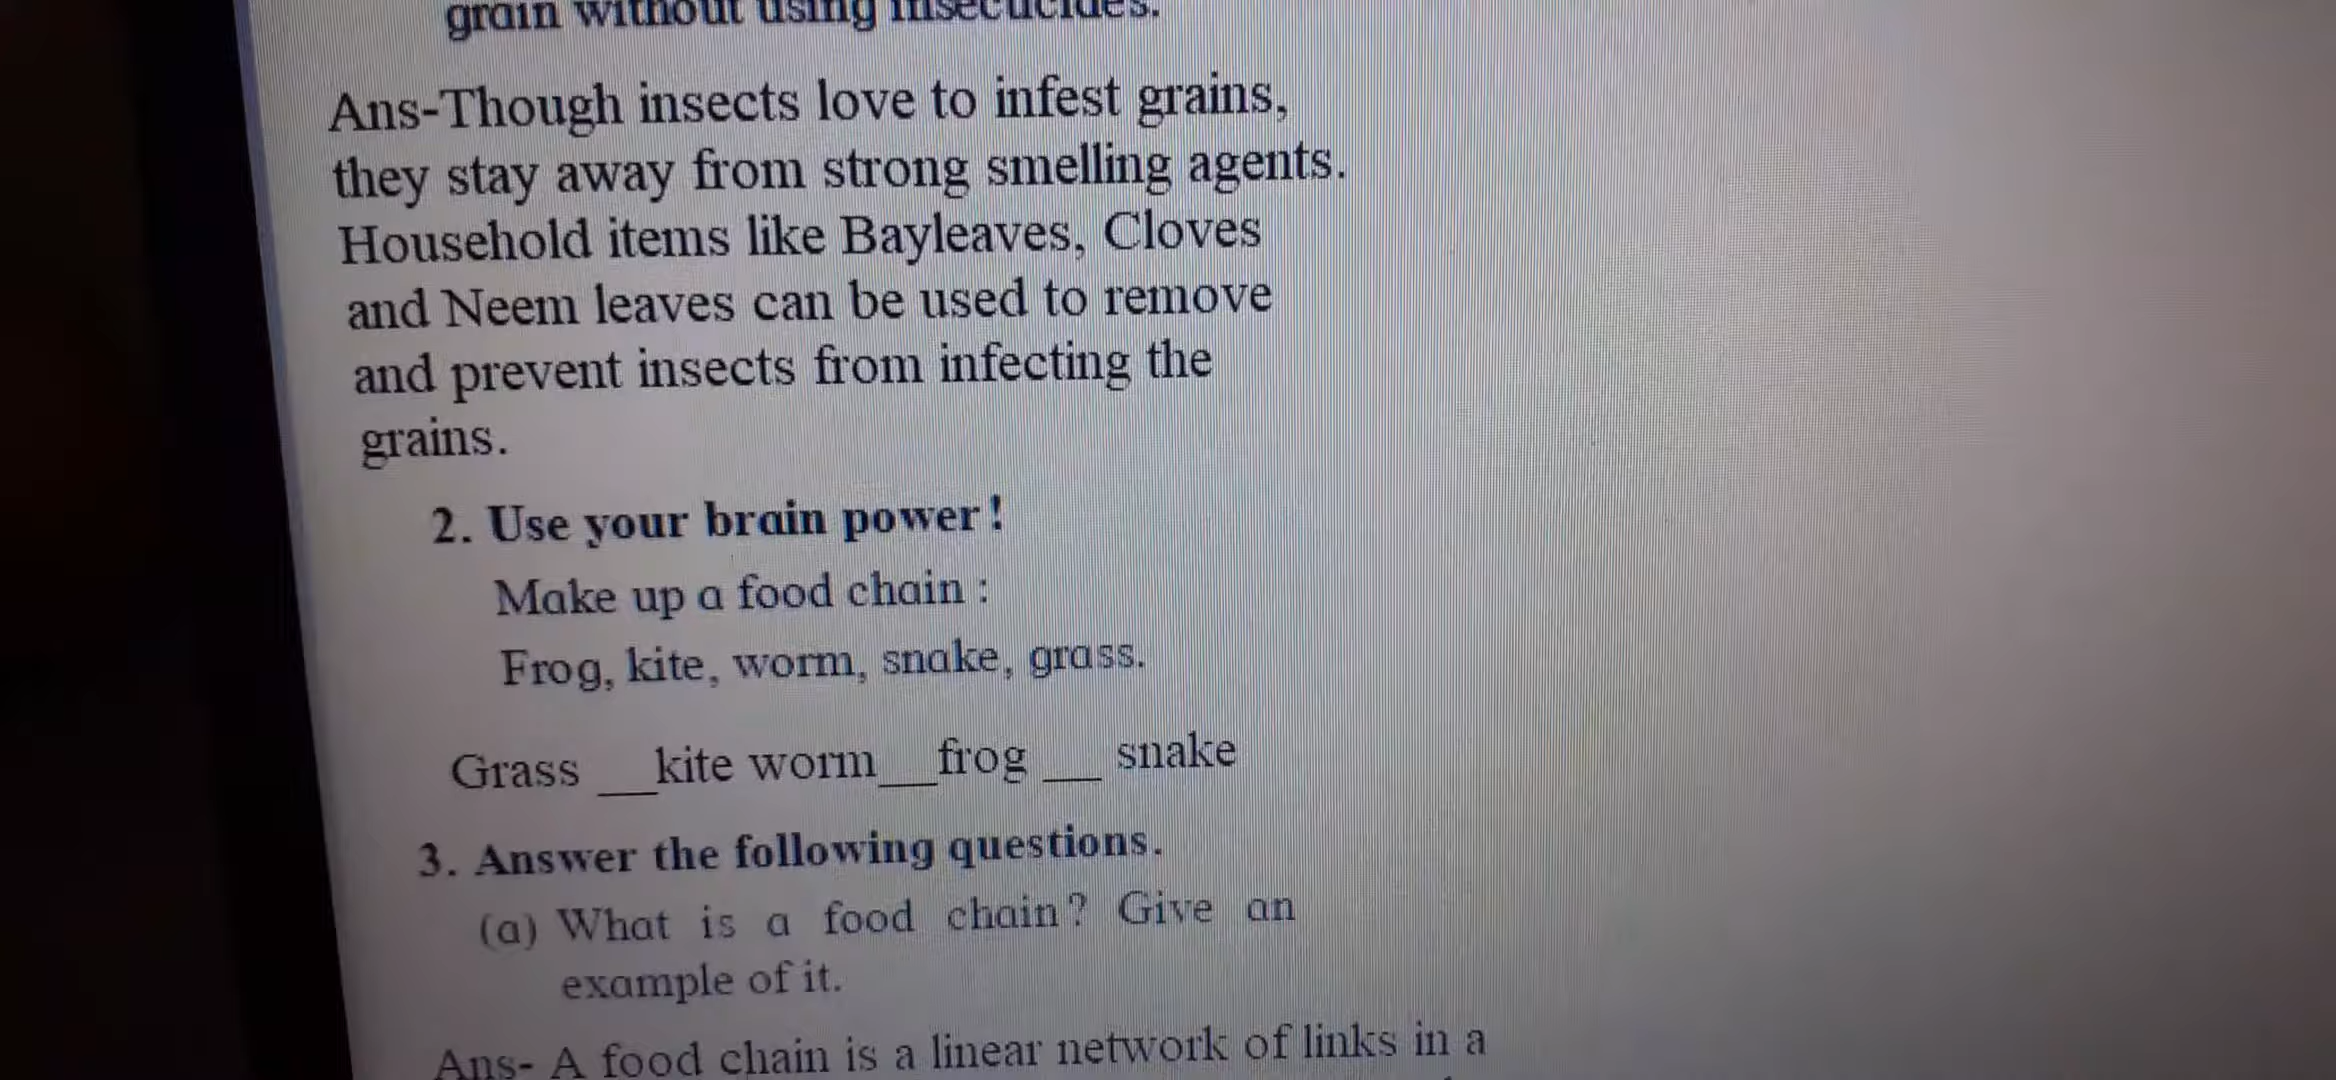 grain without using insecticides.
Ans-Though insects love to infest grains,
they stay away from strong smelling agents.
Household items like Bayleaves, Cloves
and Neem leaves can be used to remove
and prevent insects from infecting the
grains.
2. Use your brain power!
Make up a food chain :
Frog, kite, worm, snake, grass.
Grass __kite worm__frog __ snake
3. Answer the following questions.
(a) What is a food chain? Give an
example of it.
Ans- A food chain is a linear network of links in a